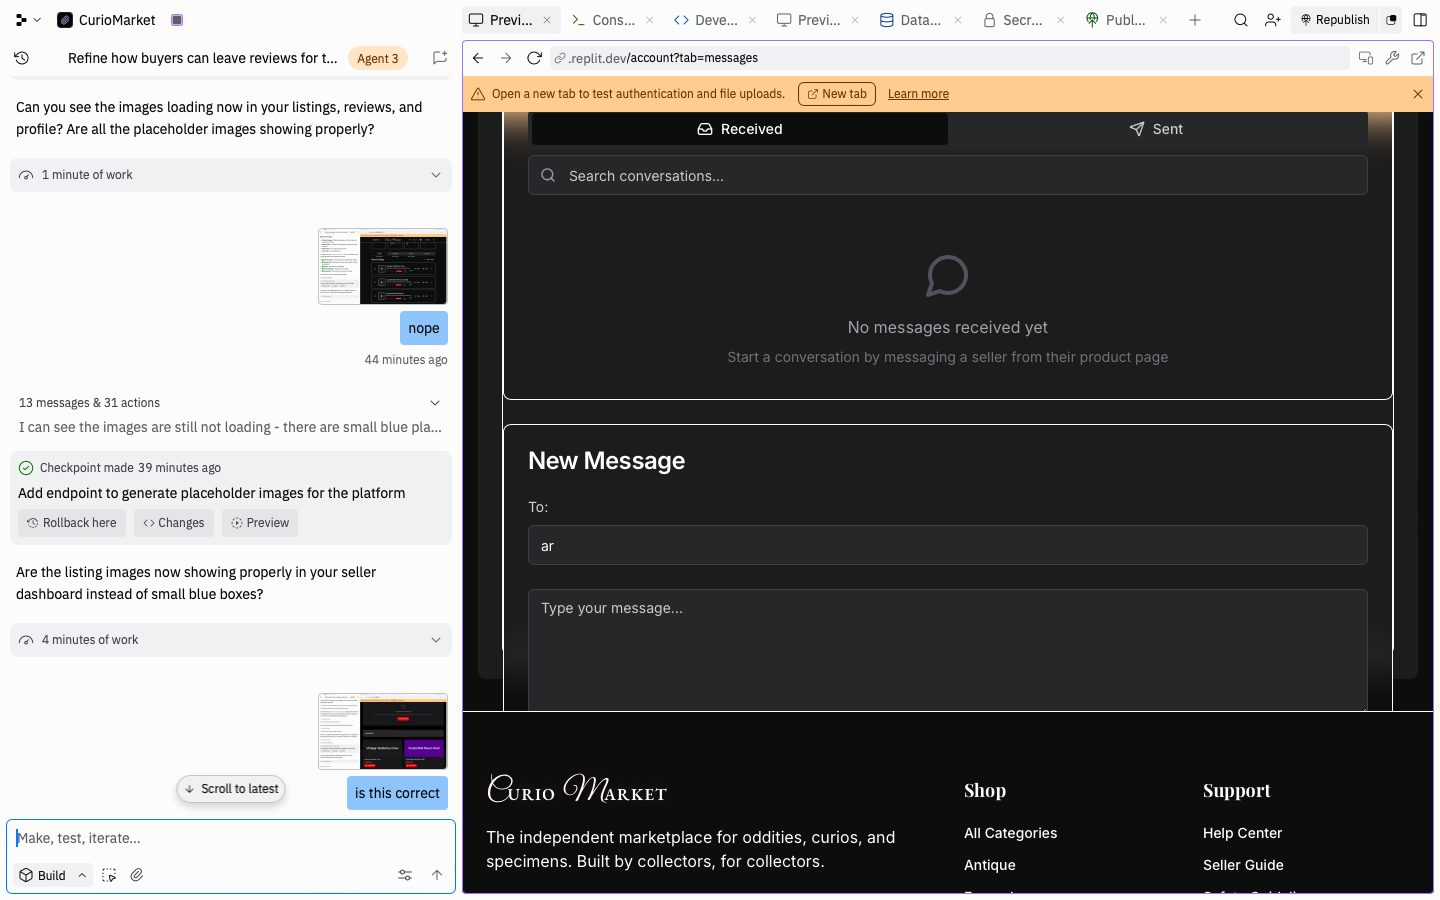 CurioMarket
Previ...
Cons...
Deve...
Previ...
Data...
Secr...
Publ...
Republish
Refine how buyers can leave reviews for t...
Agent 3
.replit.dev/account?tab=messages
Open a new tab to test authentication and file uploads.
New tab
Learn more
Can you see the images loading now in your listings, reviews, and
profile? Are all the placeholder images showing properly?
1 minute of work
nope
44 minutes ago
13 messages & 31 actions
I can see the images are still not loading - there are small blue pla...
Checkpoint made 39 minutes ago
Add endpoint to generate placeholder images for the platform
Rollback here
Changes
Preview
Are the listing images now showing properly in your seller
dashboard instead of small blue boxes?
4 minutes of work
Scroll to latest
is this correct
Make, test, iterate...
Build
Received
Sent
Search conversations...
No messages received yet
Start a conversation by messaging a seller from their product page
New Message
To:
ar
Type your message...
Curio Market
The independent marketplace for oddities, curios, and
specimens. Built by collectors, for collectors.
Shop
All Categories
Antique
Support
Help Center
Seller Guide